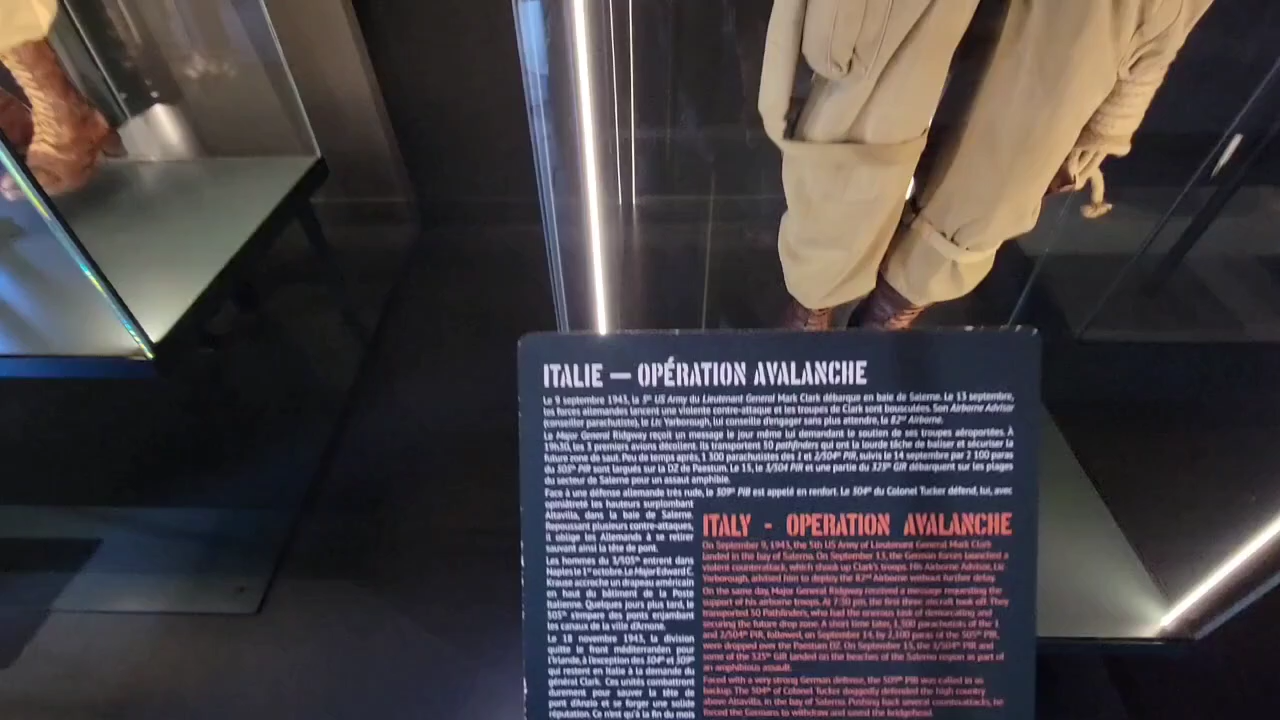 ITALIE — OPÉRATION AVALANCHE
Le 9 septembre 1943, la 5th US Army du Lieutenant General Mark Clark débarque en baie de Salerne. Le 13 septembre,
les forces allemandes lancent une violente contre-attaque et les troupes de Clark sont bousculées. Son Airborne Advisor
(conseiller parachutiste), le Ltc Yarborough, lui conseille d'engager sans plus attendre, la 82nd Airborne.
Le Major General Ridgway reçoit un message le jour même lui demandant le soutien de ses troupes aéroportées. À
19h30, les 3 premiers avions décollent. Ils transportent 50 pathfinders qui ont la lourde tâche de baliser et sécuriser la
future zone de saut. Peu de temps après, 1 300 parachutistes des 1 et 2/504th PIR, suivis le 14 septembre par 2 100 paras
du 505th PIR sont largués sur la DZ de Paestum. Le 15, le 3/504 PIR et une partie du 325th GIR débarquent sur les plages
du secteur de Salerne pour un assaut amphibie.
Face à une défense allemande très rude, le 509th PIB est appelé en renfort. Le 504th du Colonel Tucker défend, lui, avec
opiniâtreté les hauteurs surplombant
Altavilla, dans la baie de Salerne.
Repoussant plusieurs contre-attaques,
il oblige les Allemands à se retirer
sauvant ainsi la tête de pont.
Les hommes du 3/505th entrent dans
Naples le 1er octobre. Le Major Edward C.
Krause accroche un drapeau américain
en haut du bâtiment de la Poste
Italienne. Quelques jours plus tard, le
505th s'empare des ponts enjambant
les canaux de la ville d'Arnone.
Le 18 novembre 1943, la division
quitte le front méditerranéen pour
l'Irlande, à l'exception des 504th et 509th
qui restent en Italie à la demande du
général Clark. Ces unités combattront
durement pour sauver la tête de
pont d'Anzio et se forger une solide
réputation. Ce n'est qu'à la fin du mois
ITALY - OPERATION AVALANCHE
On September 9, 1943, the 5th US Army of Lieutenant General Mark Clark
landed in the bay of Salerno. On September 13, the German forces launched a
violent counterattack, which shook up Clark's troops. His Airborne Advisor, Ltc
Yarborough, advised him to deploy the 82nd Airborne without further delay.
On the same day, Major General Ridgway received a message requesting the
support of his airborne troops. At 7:30 pm, the first three aircraft took off. They
transported 50 Pathfinders, who had the onerous task of demarcating and
securing the future drop zone. A short time later, 1,300 parachutists of the 1
and 2/504th PIR, followed, on September 14, by 2,100 paras of the 505th PIR,
were dropped over the Paestum DZ. On September 15, the 3/504th PIR and
some of the 325th GIR landed on the beaches of the Salerno region as part of
an amphibious assault.
Faced with a very strong German defense, the 509th PIB was called in as
backup. The 504th of Colonel Tucker doggedly defended the high country
above Altavilla, in the bay of Salerno. Pushing back several counterattacks, he
forced the Germans to withdraw and saved the bridgehead.